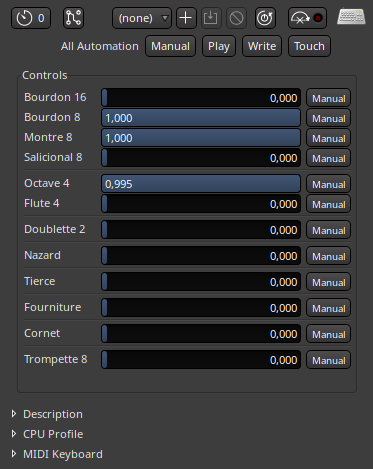 0 (none)
All Automation Manual Play Write Touch
Controls
Bourdon 16 0,000 Manual
Bourdon 8 1,000 Manual
Montre 8 1,000 Manual
Salicional 8 0,000 Manual
Octave 4 0,995 Manual
Flute 4 0,000 Manual
Doublette 2 0,000 Manual
Nazard 0,000 Manual
Tierce 0,000 Manual
Fourniture 0,000 Manual
Cornet 0,000 Manual
Trompette 8 0,000 Manual
Description
CPU Profile
MIDI Keyboard